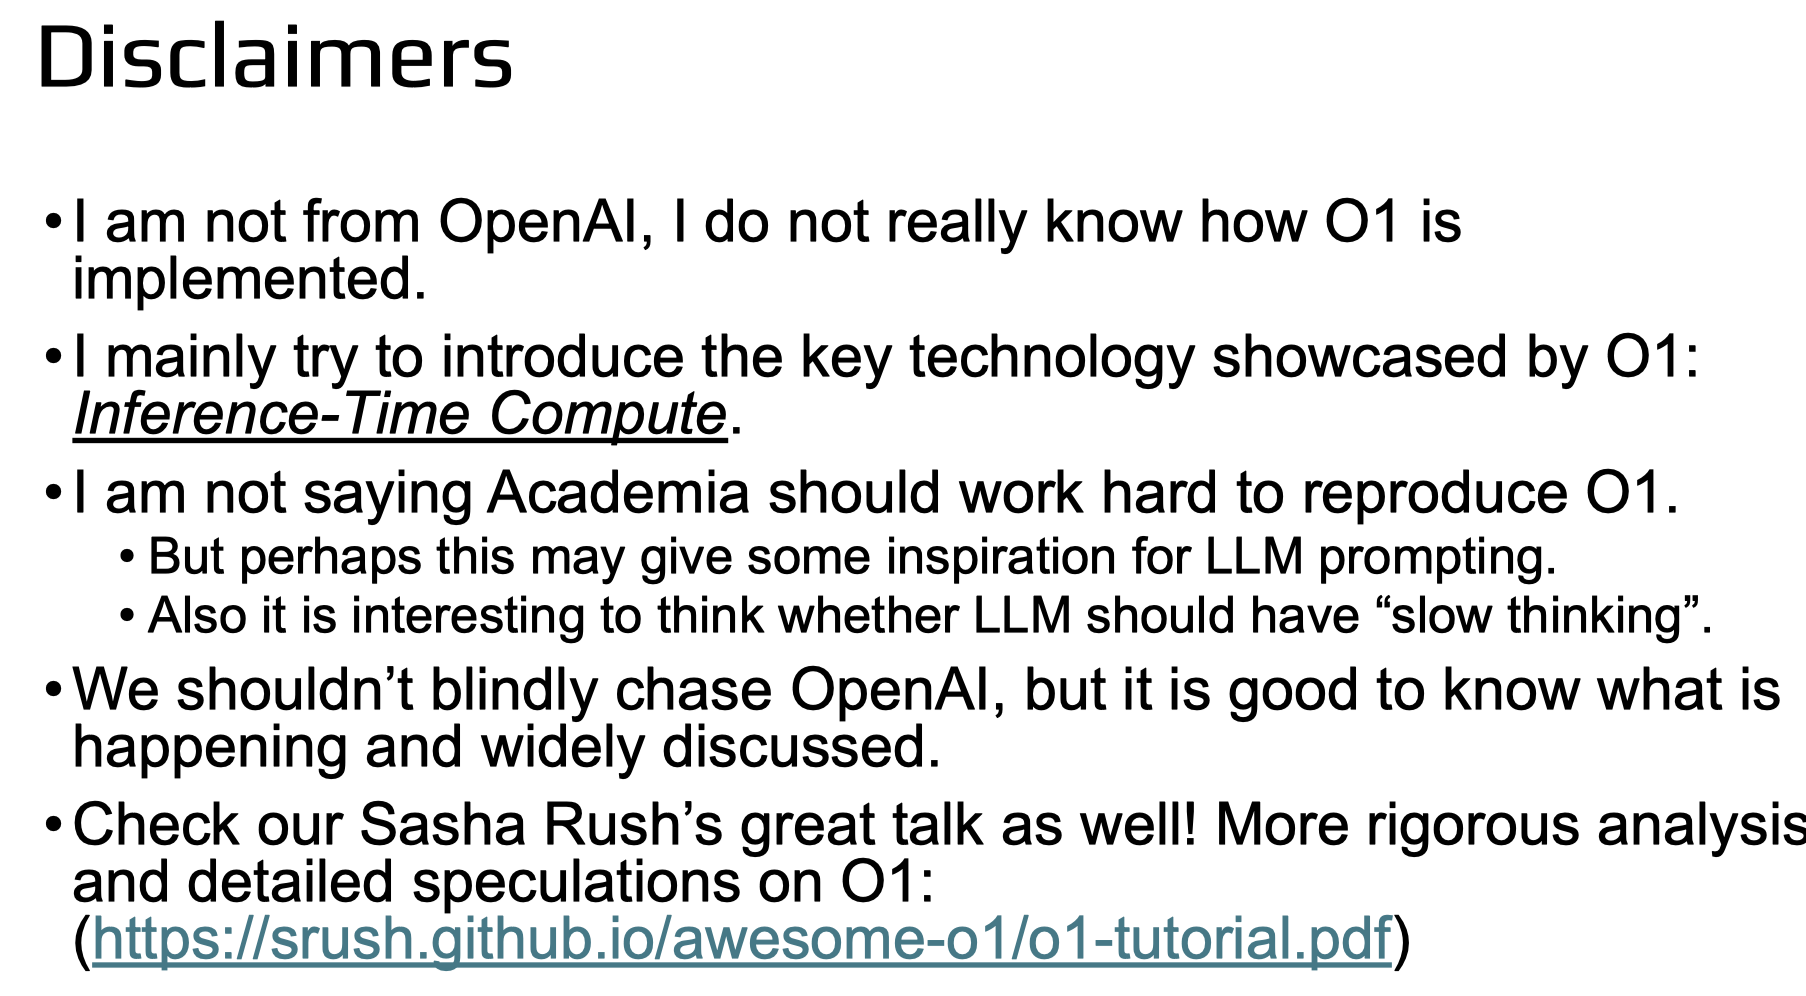 Disclaimers
• I am not from OpenAI, I do not really know how O1 is
implemented.
• I mainly try to introduce the key technology showcased by O1:
Inference-Time Compute.
• I am not saying Academia should work hard to reproduce O1.
• But perhaps this may give some inspiration for LLM prompting.
• Also it is interesting to think whether LLM should have “slow thinking”.
• We shouldn’t blindly chase OpenAI, but it is good to know what is
happening and widely discussed.
• Check our Sasha Rush’s great talk as well! More rigorous analysis
and detailed speculations on O1:
(https://srush.github.io/awesome-o1/o1-tutorial.pdf)